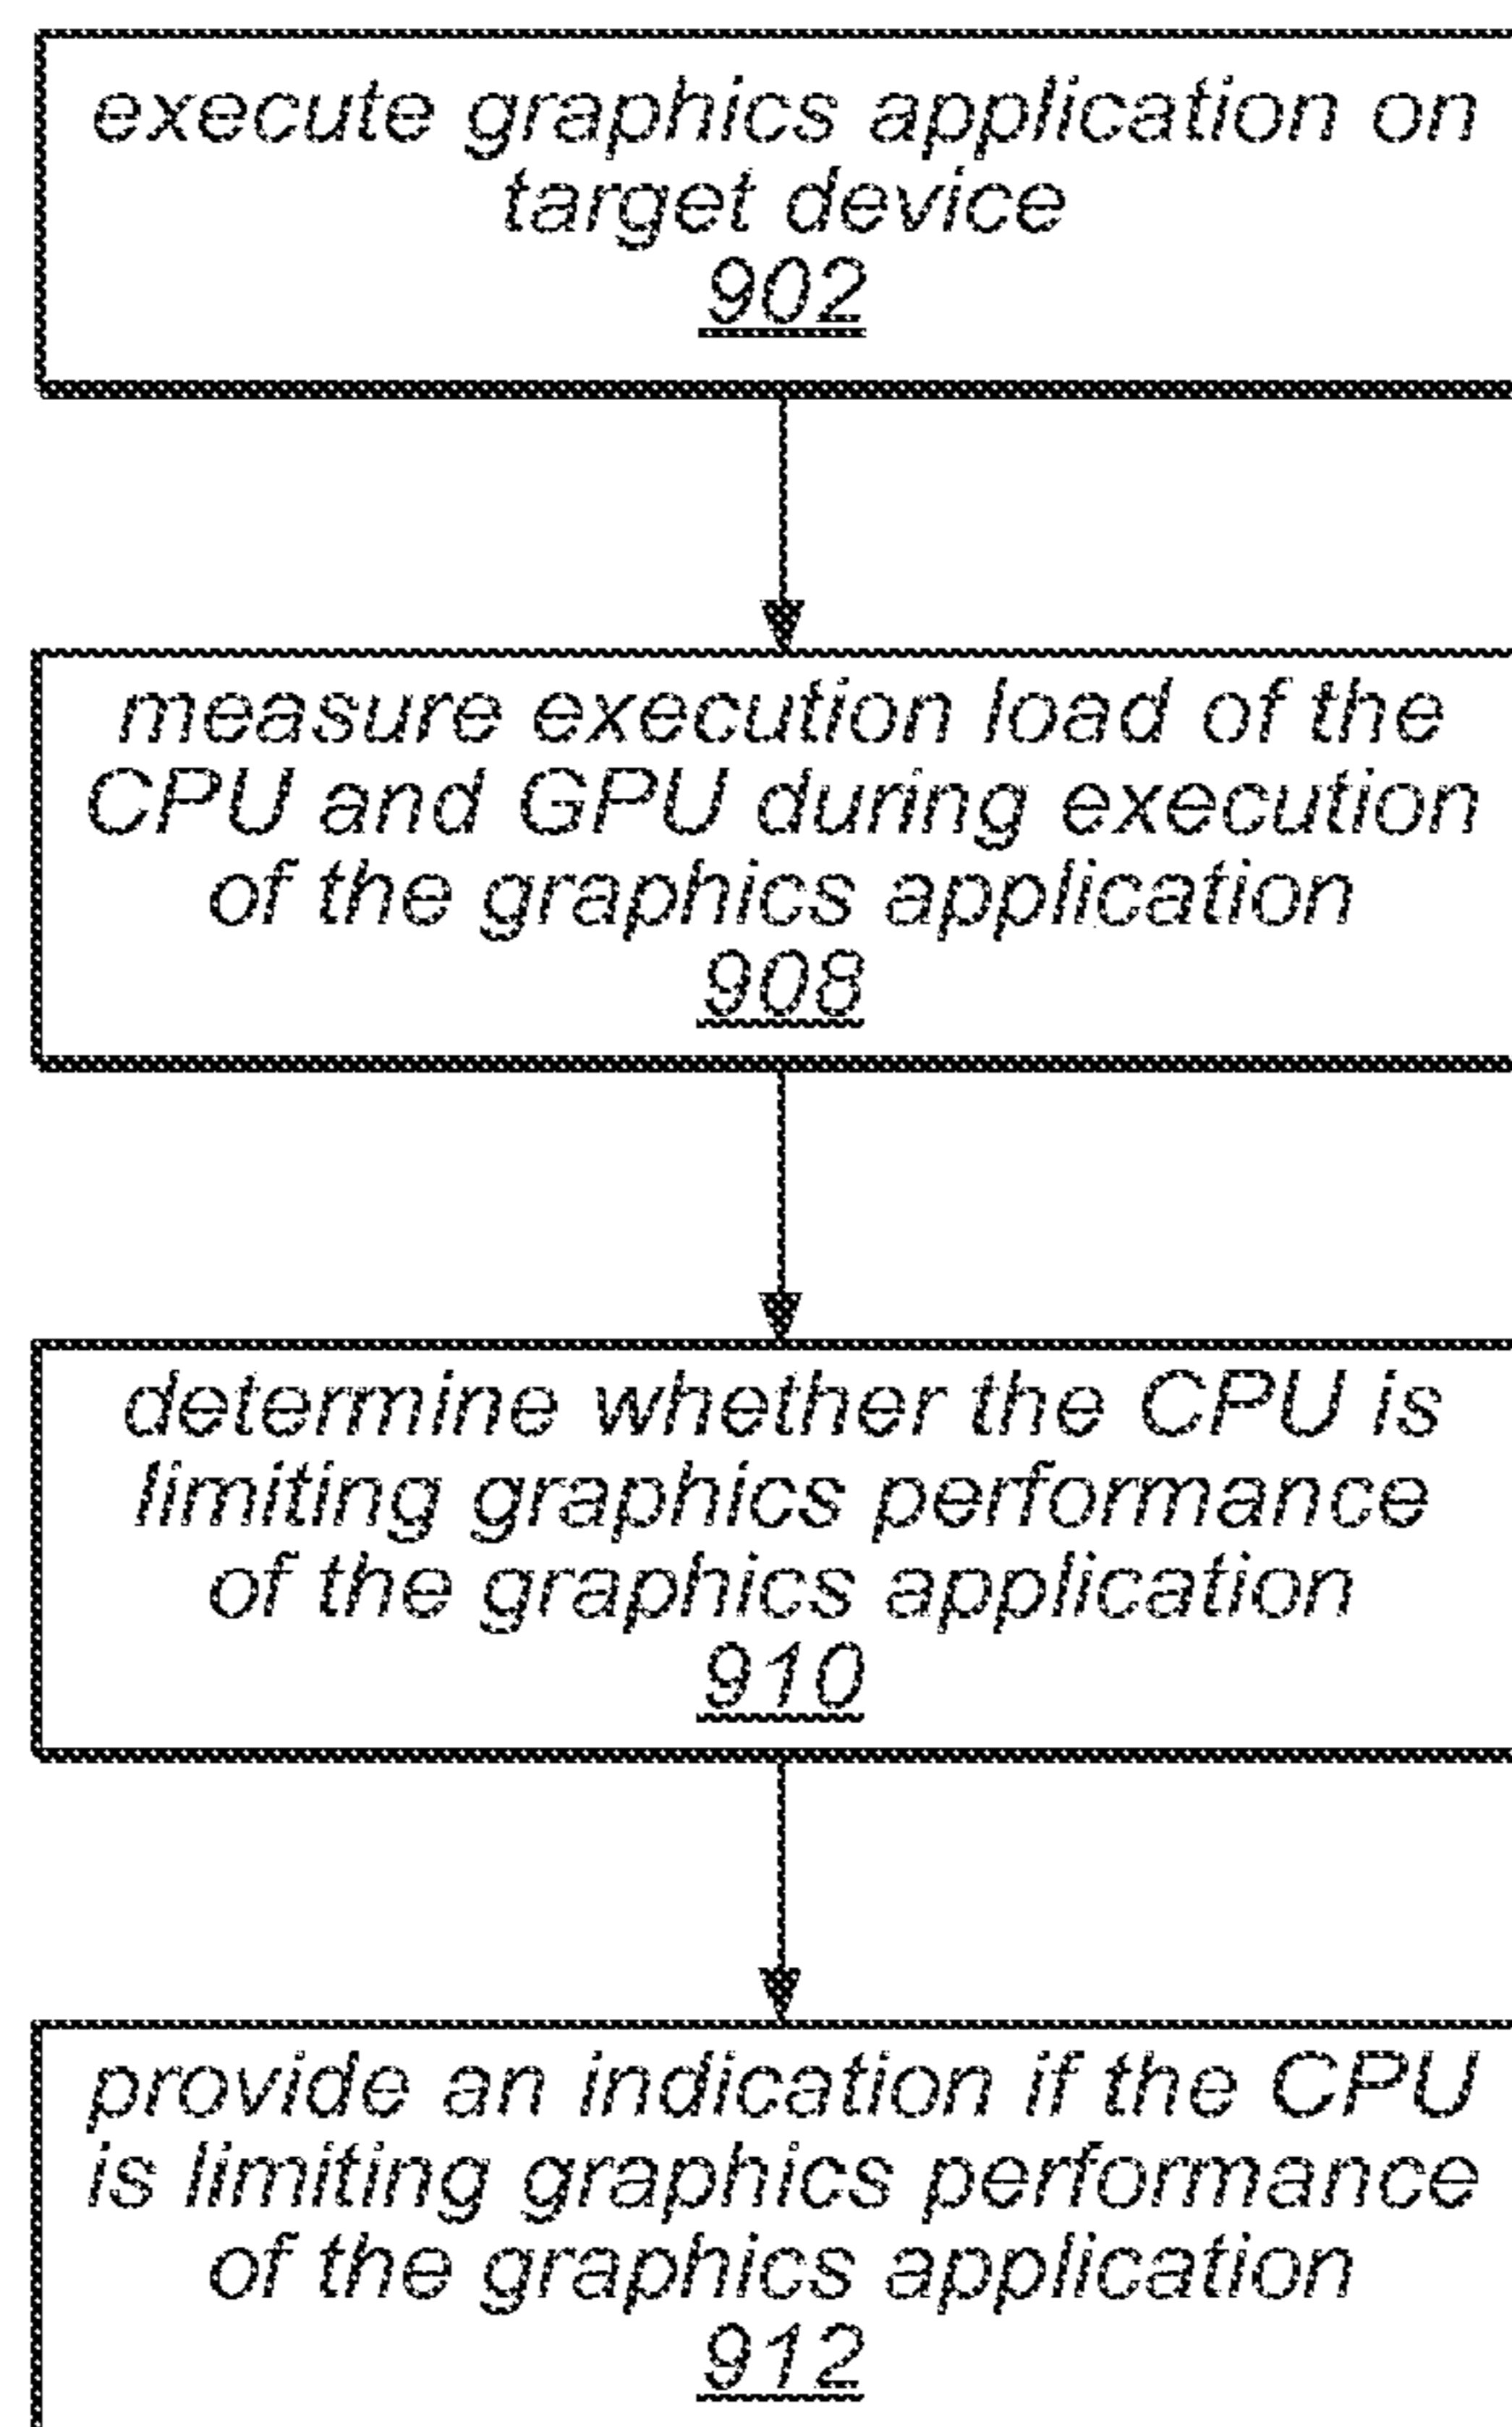 execute graphics application on
target device
902
measure execution load of the
CPU and GPU during execution
of the graphics application
908
determine whether the CPU is
limiting graphics performance
of the graphics application
910
provide an indication if the CPU
is limiting graphics performance
of the graphics application
912